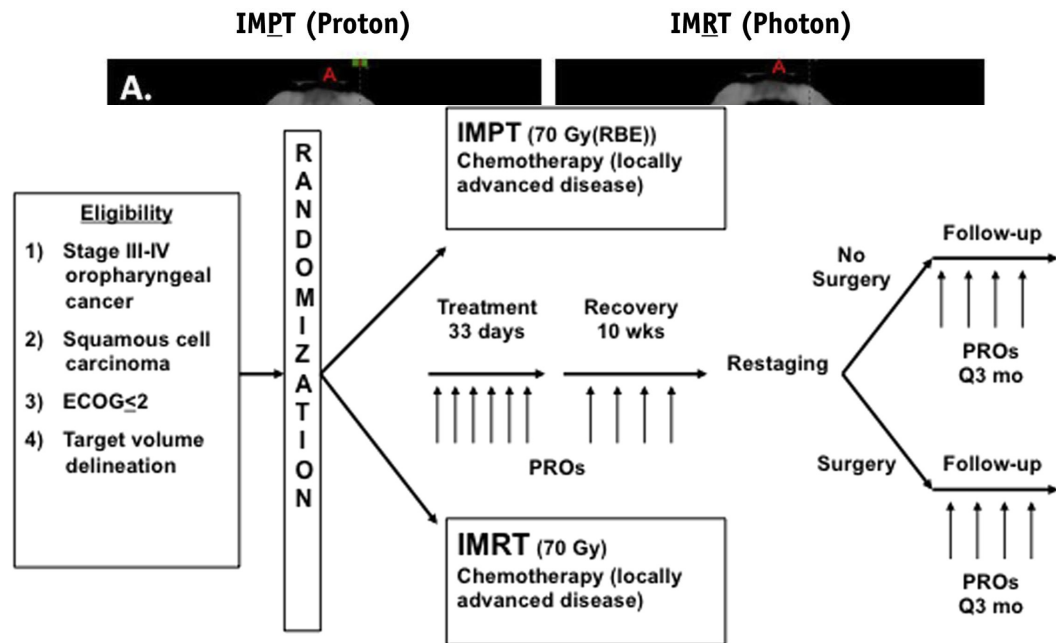 IMPT (Proton)
IMRT (Photon)
A.
A
A
RANDOMIZATION
IMPT (70 Gy(RBE))
Chemotherapy (locally
advanced disease)
Eligibility
1) Stage III-IV
oropharyngeal
cancer
2) Squamous cell
carcinoma
3) ECOG≤2
4) Target volume
delineation
Treatment
33 days
Recovery
10 wks
PROs
Restaging
No
Surgery
Follow-up
PROs
Q3 mo
Surgery
Follow-up
PROs
Q3 mo
IMRT (70 Gy)
Chemotherapy (locally
advanced disease)